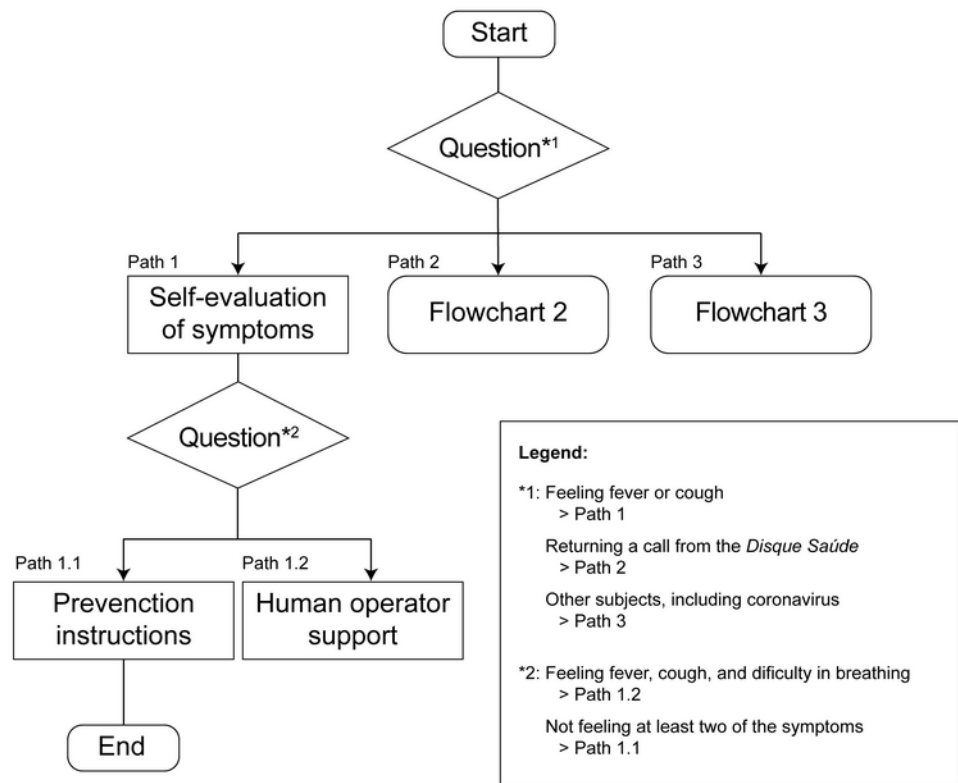 Start
Question*1
Path 1
Self-evaluation
of symptoms
Path 2
Flowchart 2
Path 3
Flowchart 3
Question*2
Path 1.1
Prevenction
instructions
Path 1.2
Human operator
support
End
Legend:
*1: Feeling fever or cough
> Path 1
Returning a call from the Disque Saúde
> Path 2
Other subjects, including coronavirus
> Path 3
*2: Feeling fever, cough, and dificulty in breathing
> Path 1.2
Not feeling at least two of the symptoms
> Path 1.1